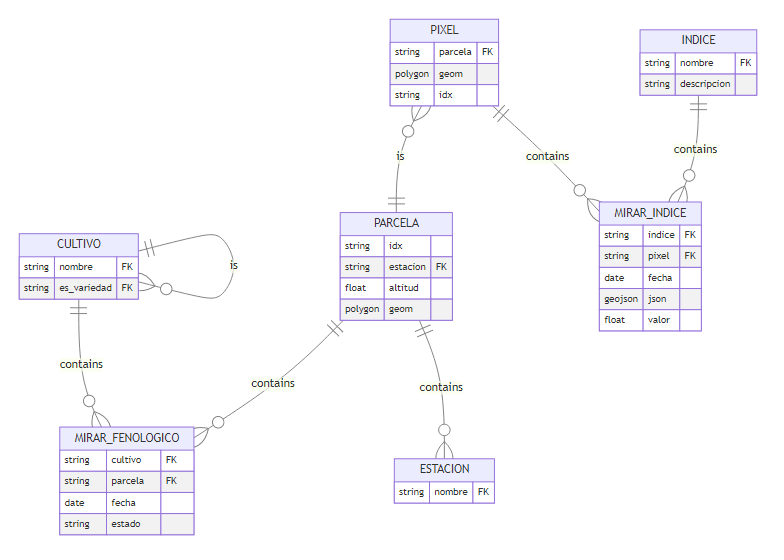 PIXEL
string parcela FK
polygon geom
string idx
INDICE
string nombre FK
string descripcion
contains
contains
is
MIRAR_INDICE
string indice FK
string pixel FK
date fecha
geojson json
float valor
PARCELA
string idx
string estacion FK
float altitud
polygon geom
CULTIVO
string nombre FK
string es_variedad FK
is
contains
contains
contains
MIRAR_FENOLOGICO
string cultivo FK
string parcela FK
date fecha
string estado
ESTACION
string nombre FK